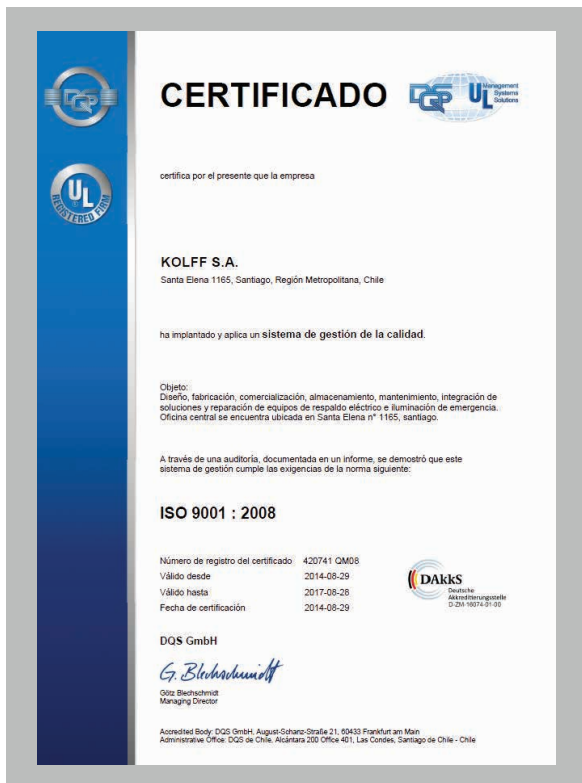 CERTIFICADO
DQS
UL
Management
Systems
Solutions
DQS
UL
REGISTERED FIRM
certifica por el presente que la empresa
KOLFF S.A.
Santa Elena 1165, Santiago, Región Metropolitana, Chile
ha implantado y aplica un sistema de gestión de la calidad.
Objeto:
Diseño, fabricación, comercialización, almacenamiento, mantenimiento, integración de
soluciones y reparación de equipos de respaldo eléctrico e iluminación de emergencia.
Oficina central se encuentra ubicada en Santa Elena n° 1165, santiago.
A través de una auditoría, documentada en un informe, se demostró que este
sistema de gestión cumple las exigencias de la norma siguiente:
ISO 9001 : 2008
Número de registro del certificado 420741 QM08
Válido desde 2014-08-29
Válido hasta 2017-08-28
Fecha de certificación 2014-08-29
DAkkS
Deutsche
Akkreditierungsstelle
D-ZM-16074-01-00
DQS GmbH
G. Blechschmidt
Götz Blechschmidt
Managing Director
Accredited Body: DQS GmbH, August-Schanz-Straße 21, 60433 Frankfurt am Main
Administrative Office: DQS de Chile, Alcántara 200 Office 401, Las Condes, Santiago de Chile - Chile